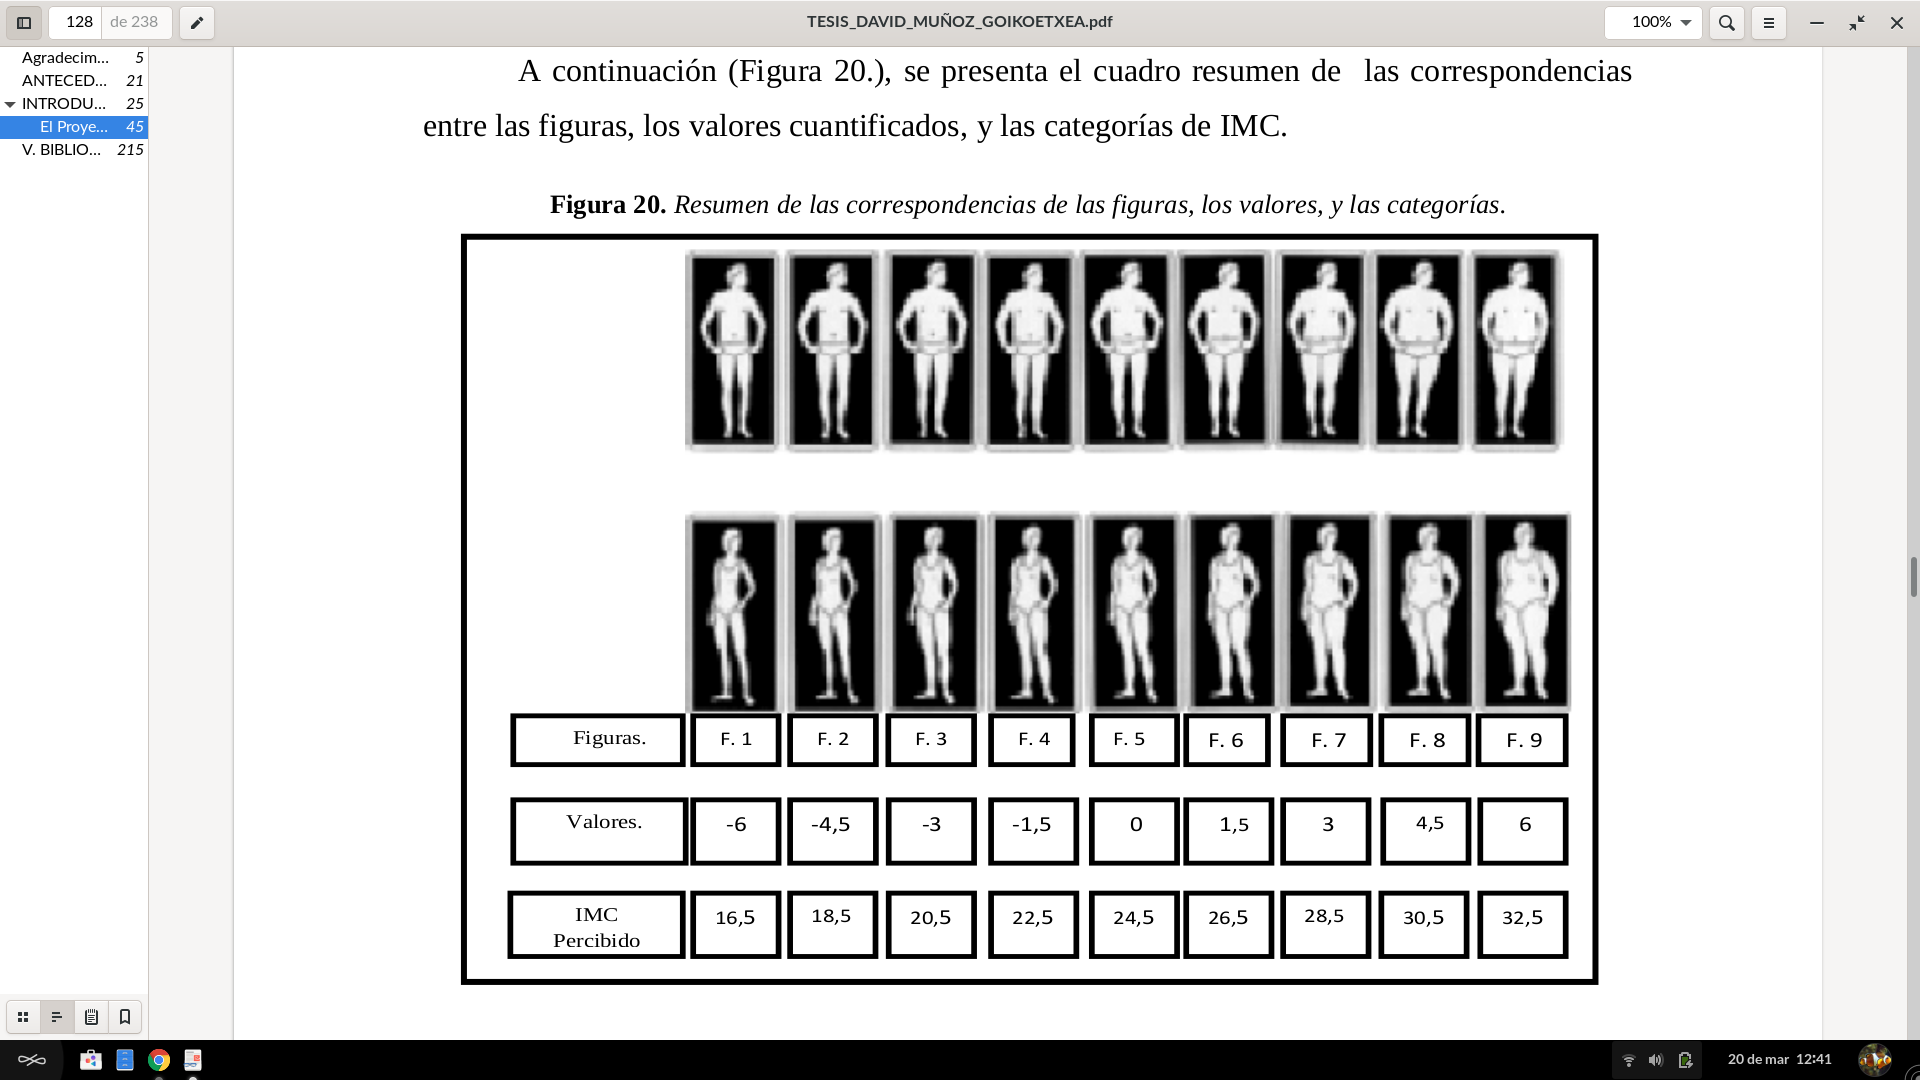 128 de 238
TESIS_DAVID_MUÑOZ_GOIKOETXEA.pdf
100%
Agradecim... 5
ANTECED... 21
INTRODU... 25
El Proye... 45
V. BIBLIO... 215
A continuación (Figura 20.), se presenta el cuadro resumen de las correspondencias
entre las figuras, los valores cuantificados, y las categorías de IMC.
Figura 20. Resumen de las correspondencias de las figuras, los valores, y las categorías.
Figuras. F. 1 F. 2 F. 3 F. 4 F. 5 F. 6 F. 7 F. 8 F. 9
Valores. -6 -4,5 -3 -1,5 0 1,5 3 4,5 6
IMC
Percibido 16,5 18,5 20,5 22,5 24,5 26,5 28,5 30,5 32,5
20 de mar 12:41